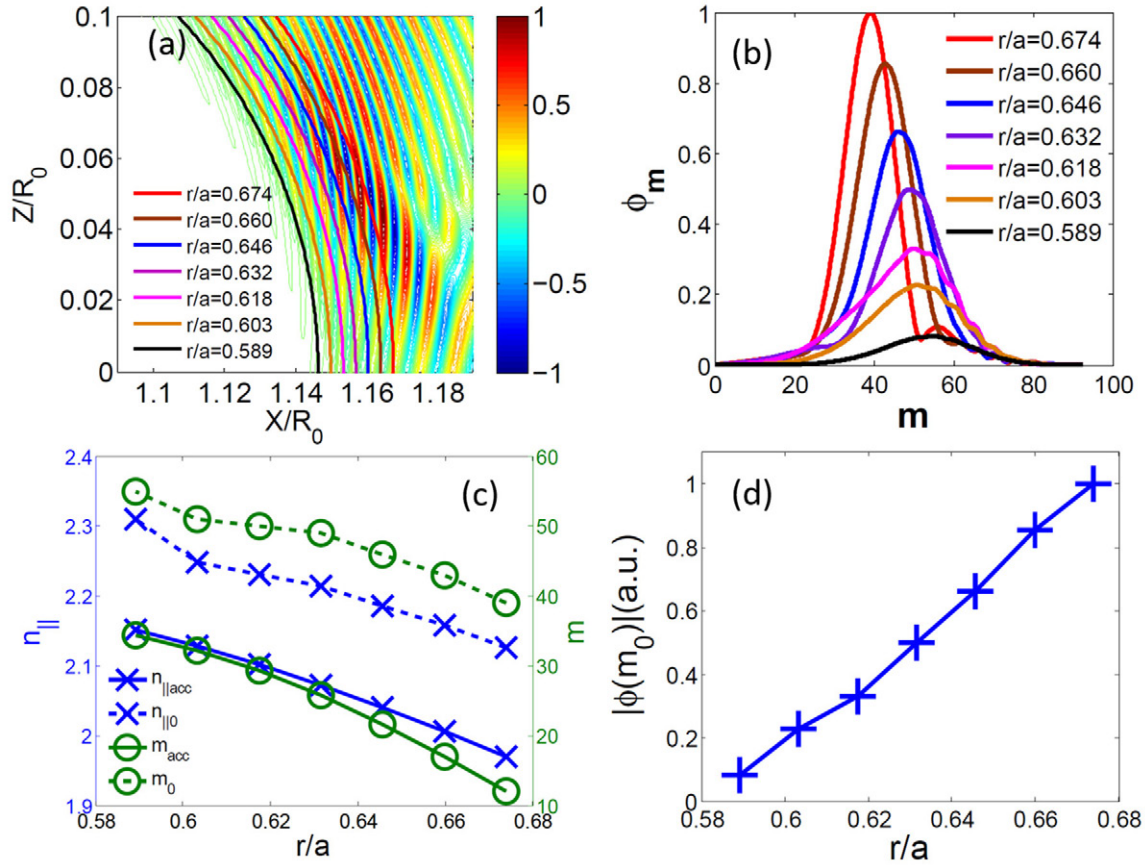 (a)
Z/R0
0.1
0.08
0.06
0.04
0.02
0
r/a=0.674
r/a=0.660
r/a=0.646
r/a=0.632
r/a=0.618
r/a=0.603
r/a=0.589
1.1 1.12 1.14 1.16 1.18
X/R0
1
0.5
0
−0.5
−1
(b)
ϕm
1
0.8
0.6
0.4
0.2
0
r/a=0.674
r/a=0.660
r/a=0.646
r/a=0.632
r/a=0.618
r/a=0.603
r/a=0.589
0 20 40 60 80 100
m
(c)
n||
2.4
2.3
2.2
2.1
2
1.9
n||acc
n||0
macc
m0
60
50
40
30
20
10
m
0.58 0.6 0.62 0.64 0.66 0.68
r/a
(d)
|ϕ(m0)|(a.u.)
1
0.8
0.6
0.4
0.2
0
0.58 0.6 0.62 0.64 0.66 0.68
r/a